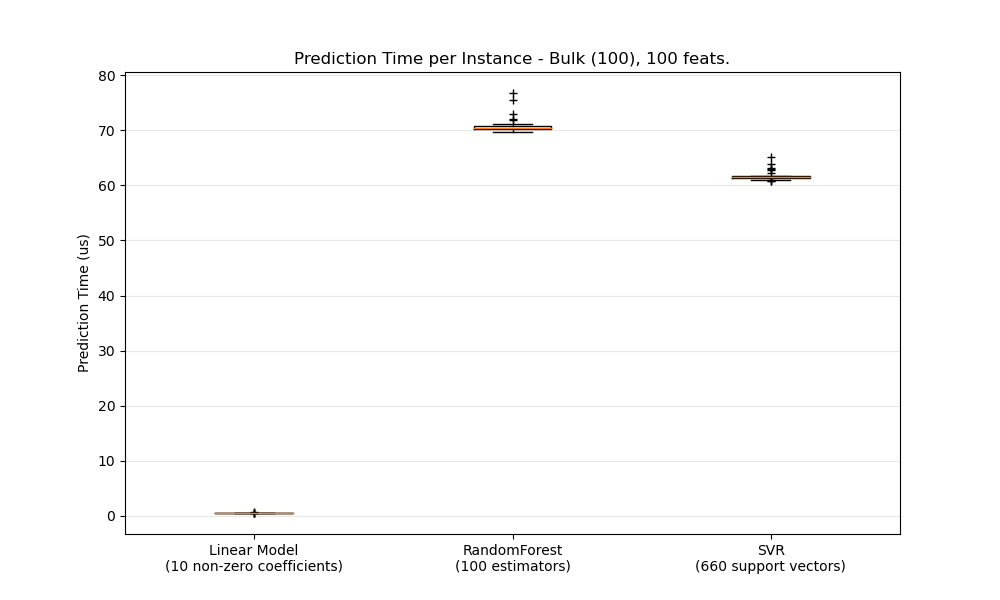 Prediction Time per Instance - Bulk (100), 100 feats.
Prediction Time (us)
80
70
60
50
40
30
20
10
0
Linear Model
(10 non-zero coefficients)
RandomForest
(100 estimators)
SVR
(660 support vectors)